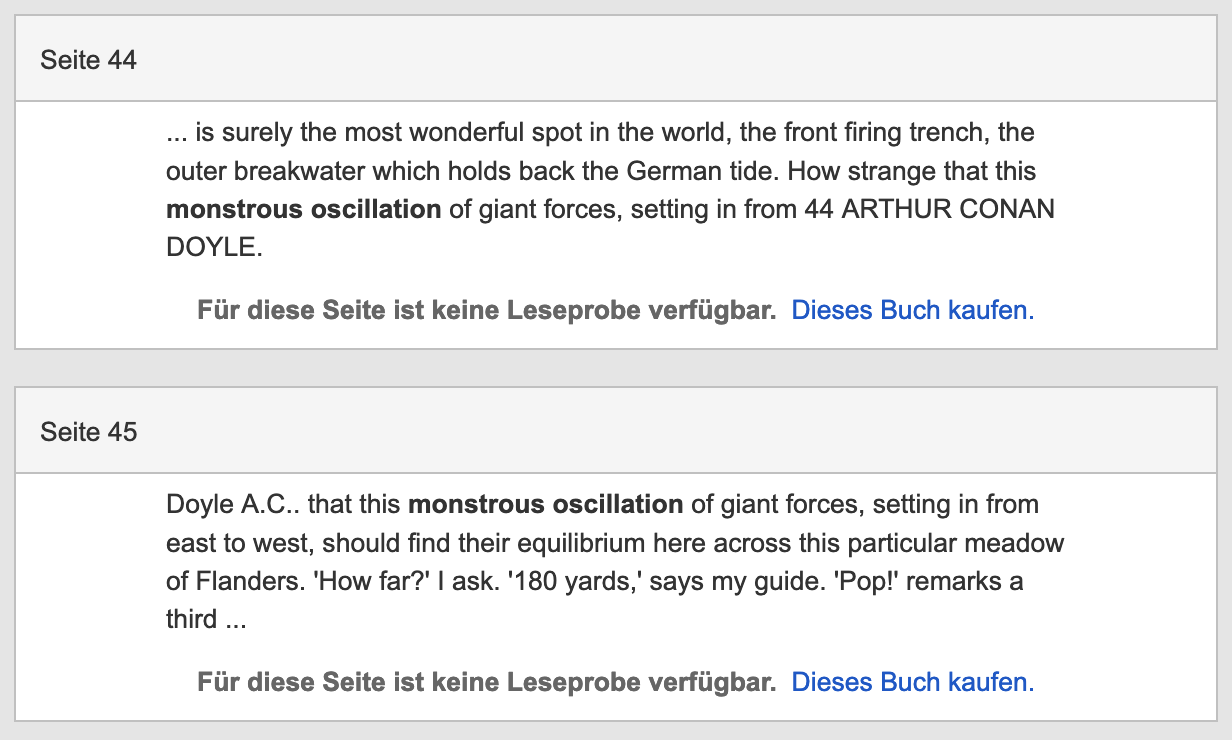 Seite 44
... is surely the most wonderful spot in the world, the front firing trench, the
outer breakwater which holds back the German tide. How strange that this
monstrous oscillation of giant forces, setting in from 44 ARTHUR CONAN
DOYLE.
Für diese Seite ist keine Leseprobe verfügbar. Dieses Buch kaufen.
Seite 45
Doyle A.C.. that this monstrous oscillation of giant forces, setting in from
east to west, should find their equilibrium here across this particular meadow
of Flanders. 'How far?' I ask. '180 yards,' says my guide. 'Pop!' remarks a
third ...
Für diese Seite ist keine Leseprobe verfügbar. Dieses Buch kaufen.